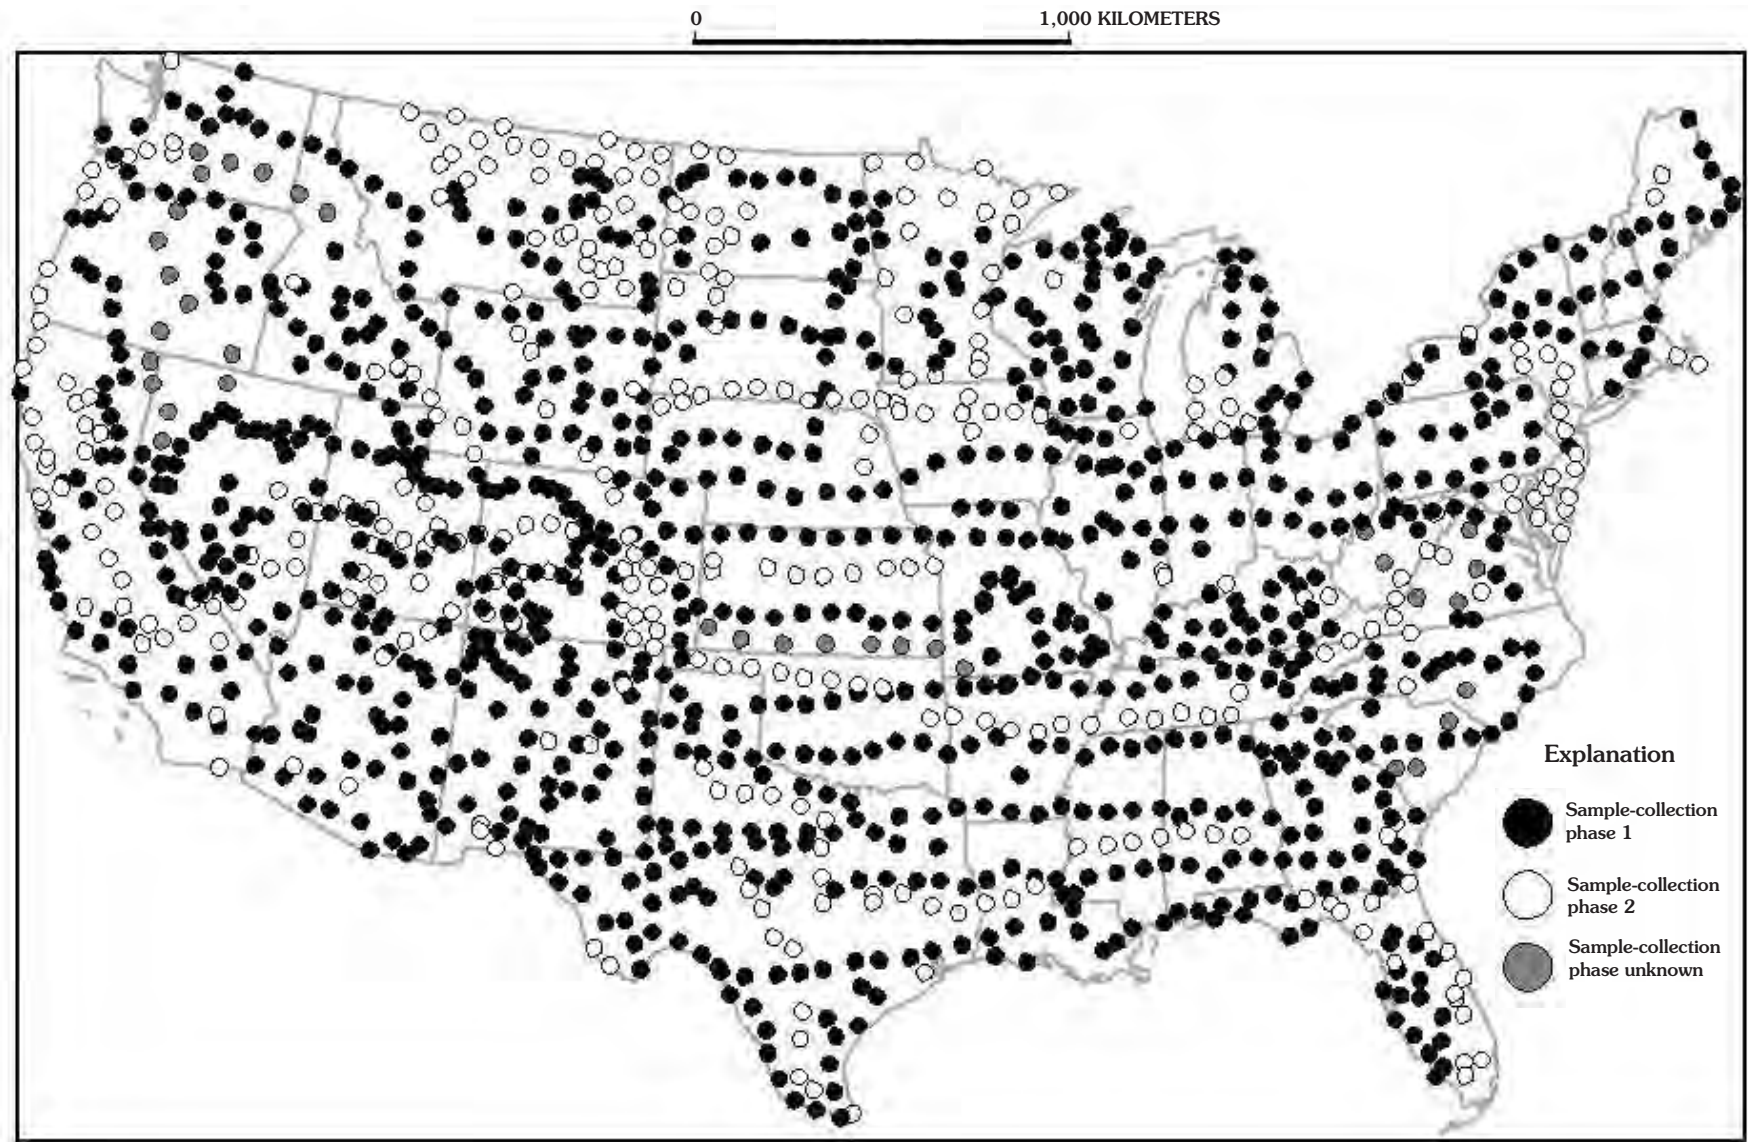 0 1,000 KILOMETERS
Explanation
Sample-collection
phase 1
Sample-collection
phase 2
Sample-collection
phase unknown